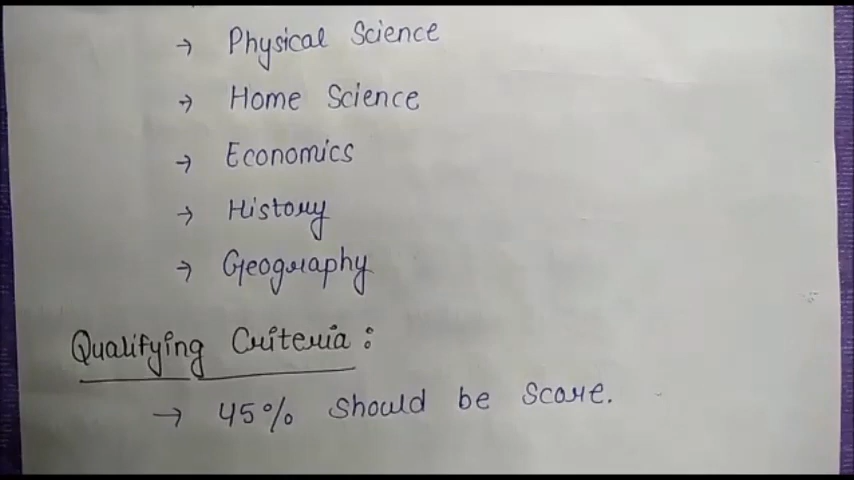 → Physical Science
→ Home Science
→ Economics
→ History
→ Geography
Qualifying Criteria :
→ 45% should be score.